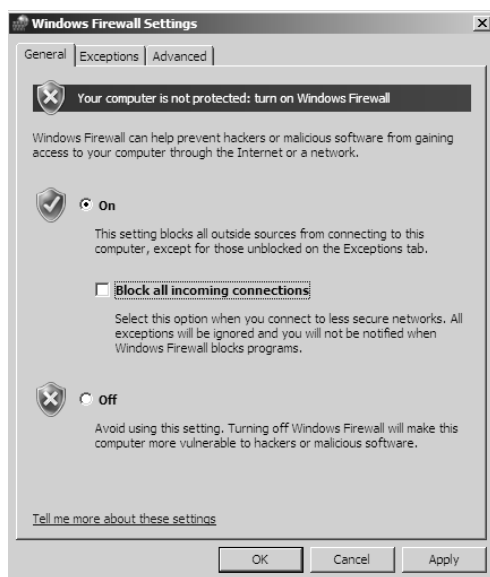 Windows Firewall Settings
General Exceptions Advanced
Your computer is not protected: turn on Windows Firewall
Windows Firewall can help prevent hackers or malicious software from gaining
access to your computer through the Internet or a network.
On
This setting blocks all outside sources from connecting to this
computer, except for those unblocked on the Exceptions tab.
Block all incoming connections
Select this option when you connect to less secure networks. All
exceptions will be ignored and you will not be notified when
Windows Firewall blocks programs.
Off
Avoid using this setting. Turning off Windows Firewall will make this
computer more vulnerable to hackers or malicious software.
Tell me more about these settings
OK Cancel Apply